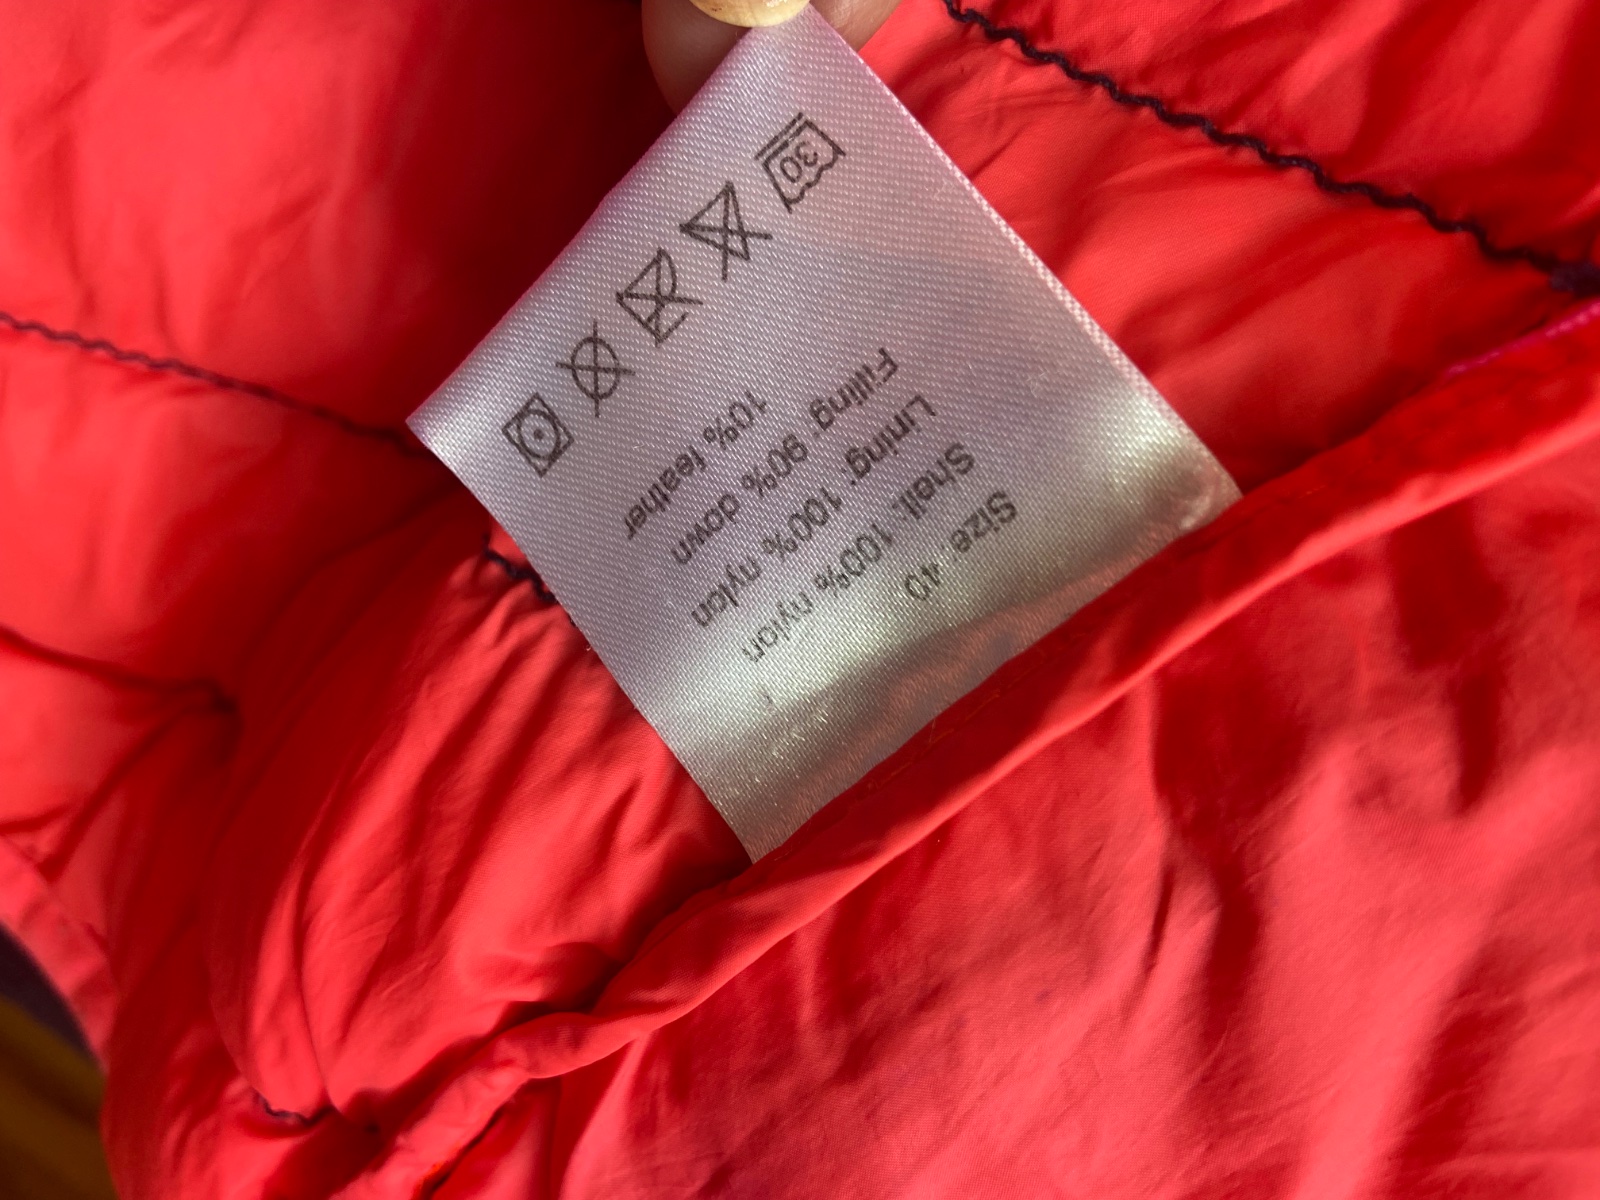 Size: 40
Shell: 100% nylon
Lining: 100% nylon
Filling: 90% down
10% feather
30